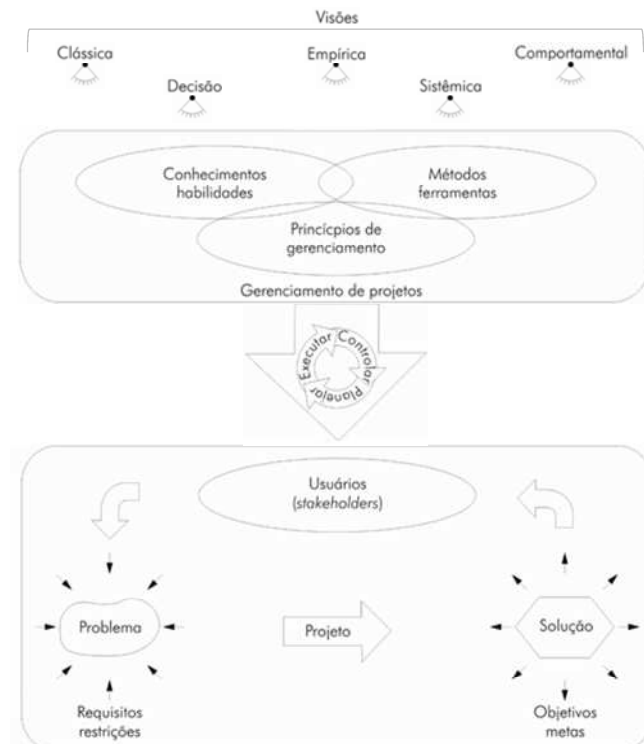 Visões
Clássica
Empírica
Comportamental
Decisão
Sistêmica
Conhecimentos
habilidades
Métodos
ferramentas
Princícpios de
gerenciamento
Gerenciamento de projetos
Executar
Controlar
Planejar
Usuários
(stakeholders)
Problema
Projeto
Solução
Requisitos
restrições
Objetivos
metas